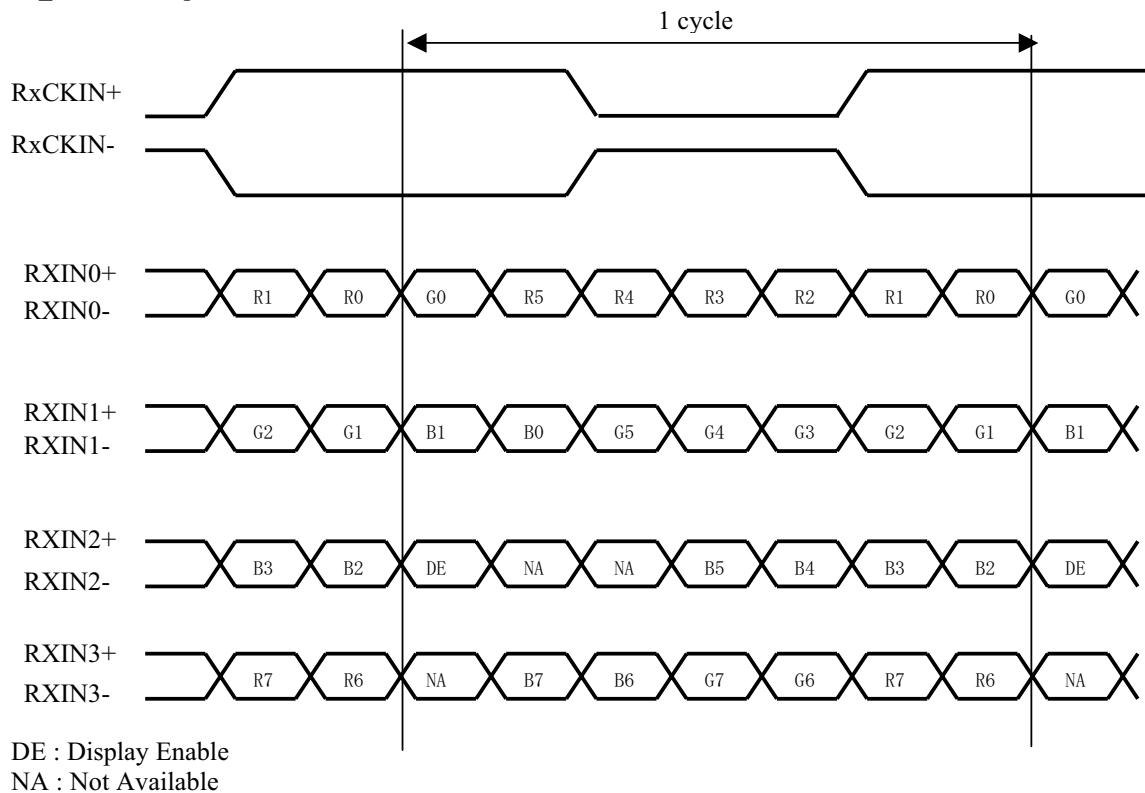 1 cycle
RxCKIN+
RxCKIN-
RXIN0+
R1 R0 G0 R5 R4 R3 R2 R1 R0 G0
RXIN0-
RXIN1+
G2 G1 B1 B0 G5 G4 G3 G2 G1 B1
RXIN1-
RXIN2+
B3 B2 DE NA NA B5 B4 B3 B2 DE
RXIN2-
RXIN3+
R7 R6 NA B7 B6 G7 G6 R7 R6 NA
RXIN3-
DE : Display Enable
NA : Not Available